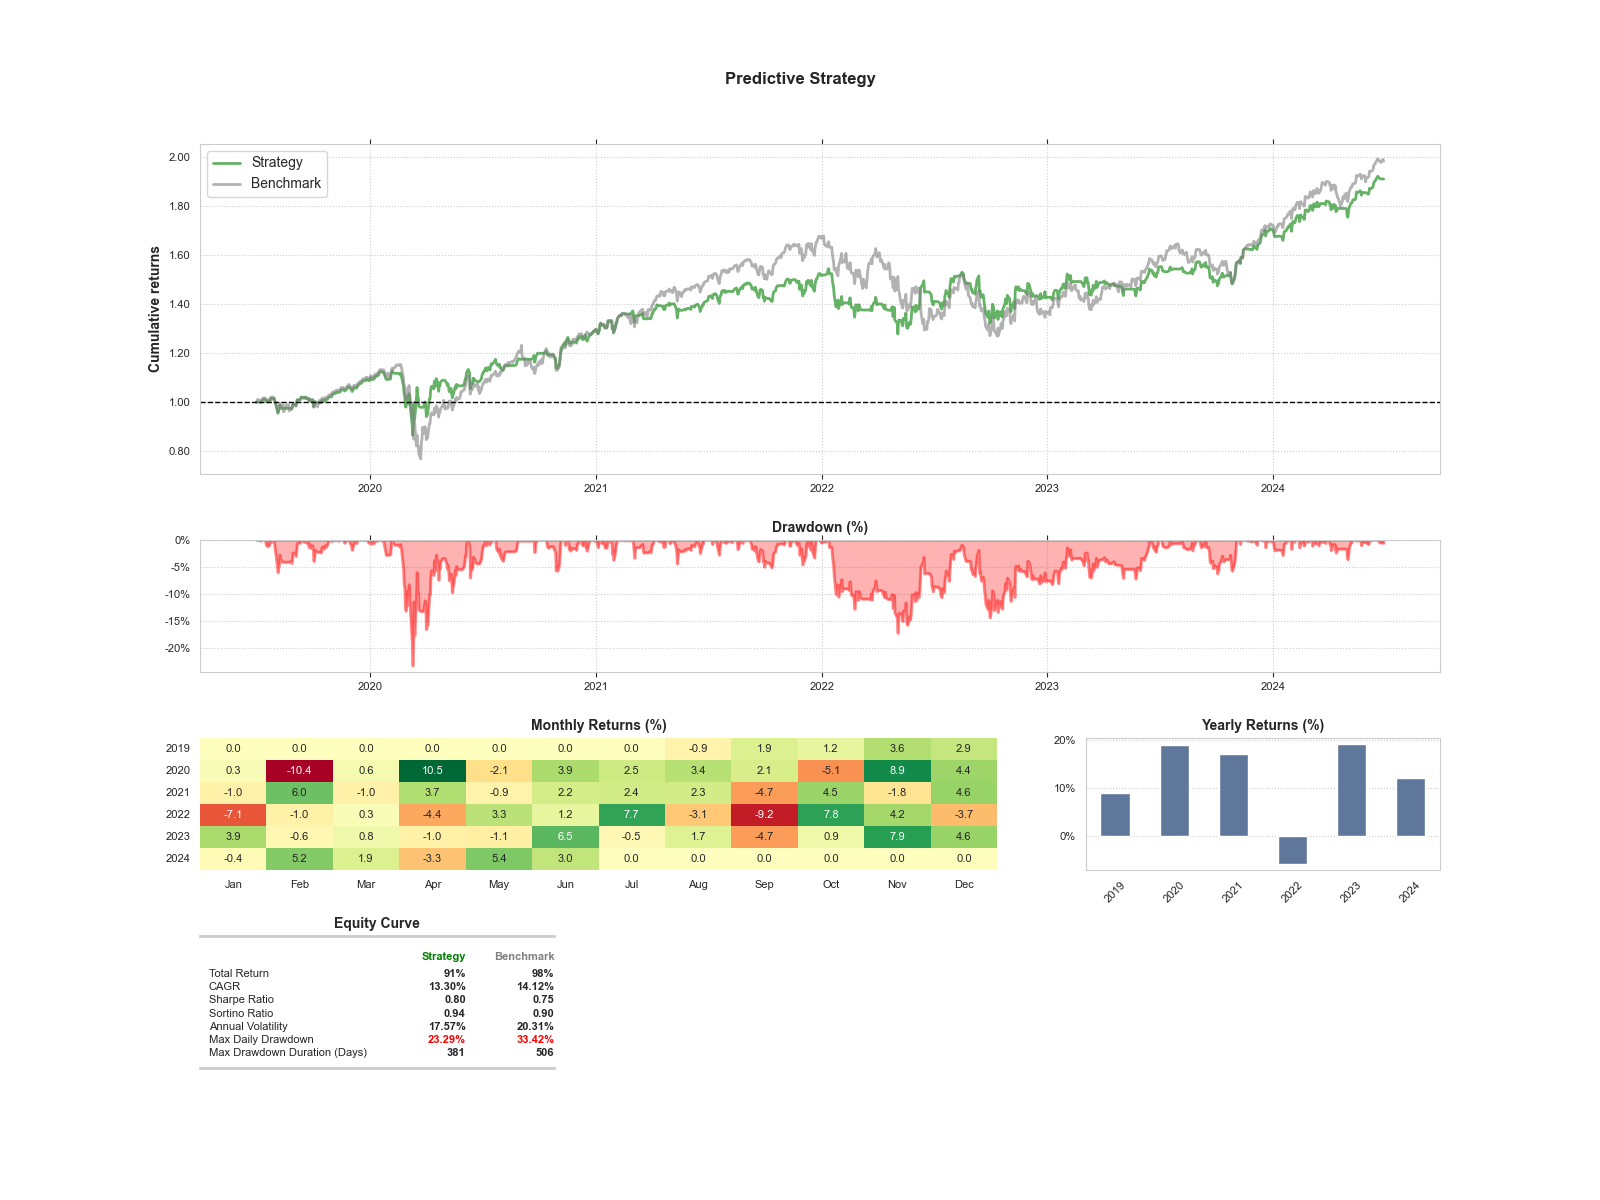 Predictive Strategy
Cumulative returns
2.00
1.80
1.60
1.40
1.20
1.00
0.80
Strategy
Benchmark
2020 2021 2022 2023 2024
Drawdown (%)
0%
-5%
-10%
-15%
-20%
2020 2021 2022 2023 2024
Monthly Returns (%)
2019 0.0 0.0 0.0 0.0 0.0 0.0 0.0 -0.9 1.9 1.2 3.6 2.9
2020 0.3 -10.4 0.6 10.5 -2.1 3.9 2.5 3.4 2.1 -5.1 8.9 4.4
2021 -1.0 6.0 -1.0 3.7 -0.9 2.2 2.4 2.3 -4.7 4.5 -1.8 4.6
2022 -7.1 -1.0 0.3 -4.4 3.3 1.2 7.7 -3.1 -9.2 7.8 4.2 -3.7
2023 3.9 -0.6 0.8 -1.0 -1.1 6.5 -0.5 1.7 -4.7 0.9 7.9 4.6
2024 -0.4 5.2 1.9 -3.3 5.4 3.0 0.0 0.0 0.0 0.0 0.0 0.0
Jan Feb Mar Apr May Jun Jul Aug Sep Oct Nov Dec
Yearly Returns (%)
20%
10%
0%
2019 2020 2021 2022 2023 2024
Equity Curve
Strategy Benchmark
Total Return 91% 98%
CAGR 13.30% 14.12%
Sharpe Ratio 0.80 0.75
Sortino Ratio 0.94 0.90
Annual Volatility 17.57% 20.31%
Max Daily Drawdown 23.29% 33.42%
Max Drawdown Duration (Days) 381 506